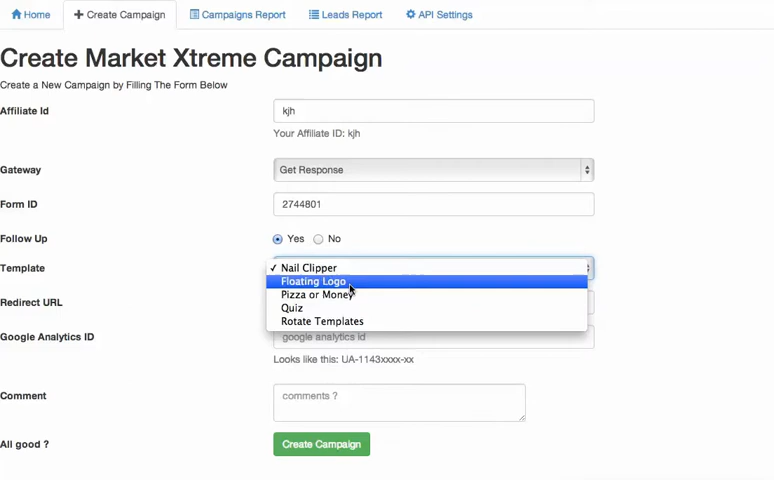 Home
Create Campaign
Campaigns Report
Leads Report
API Settings
Create Market Xtreme Campaign
Create a New Campaign by Filling The Form Below
Affiliate Id
kjh
Your Affiliate ID: kjh
Gateway
Get Response
Form ID
2744801
Follow Up
Yes
No
Template
✓ Nail Clipper
Floating Logo
Pizza or Money
Quiz
Rotate Templates
Redirect URL
Google Analytics ID
google analytics id
Looks like this: UA-1143xxxx-xx
Comment
comments ?
All good ?
Create Campaign